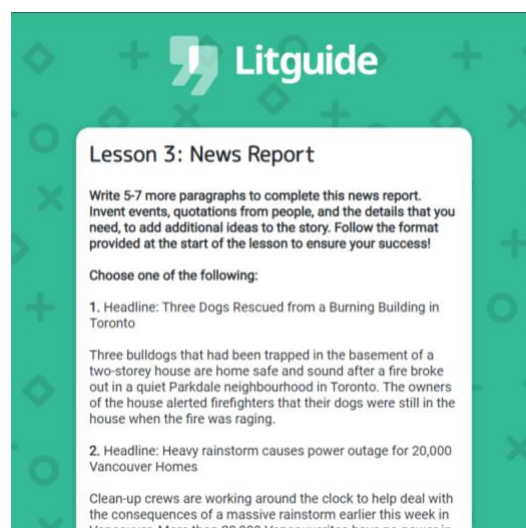 Litguide
Lesson 3: News Report
Write 5-7 more paragraphs to complete this news report.
Invent events, quotations from people, and the details that you
need, to add additional ideas to the story. Follow the format
provided at the start of the lesson to ensure your success!
Choose one of the following:
1. Headline: Three Dogs Rescued from a Burning Building in
Toronto
Three bulldogs that had been trapped in the basement of a
two-storey house are home safe and sound after a fire broke
out in a quiet Parkdale neighbourhood in Toronto. The owners
of the house alerted firefighters that their dogs were still in the
house when the fire was raging.
2. Headline: Heavy rainstorm causes power outage for 20,000
Vancouver Homes
Clean-up crews are working around the clock to help deal with
the consequences of a massive rainstorm earlier this week in